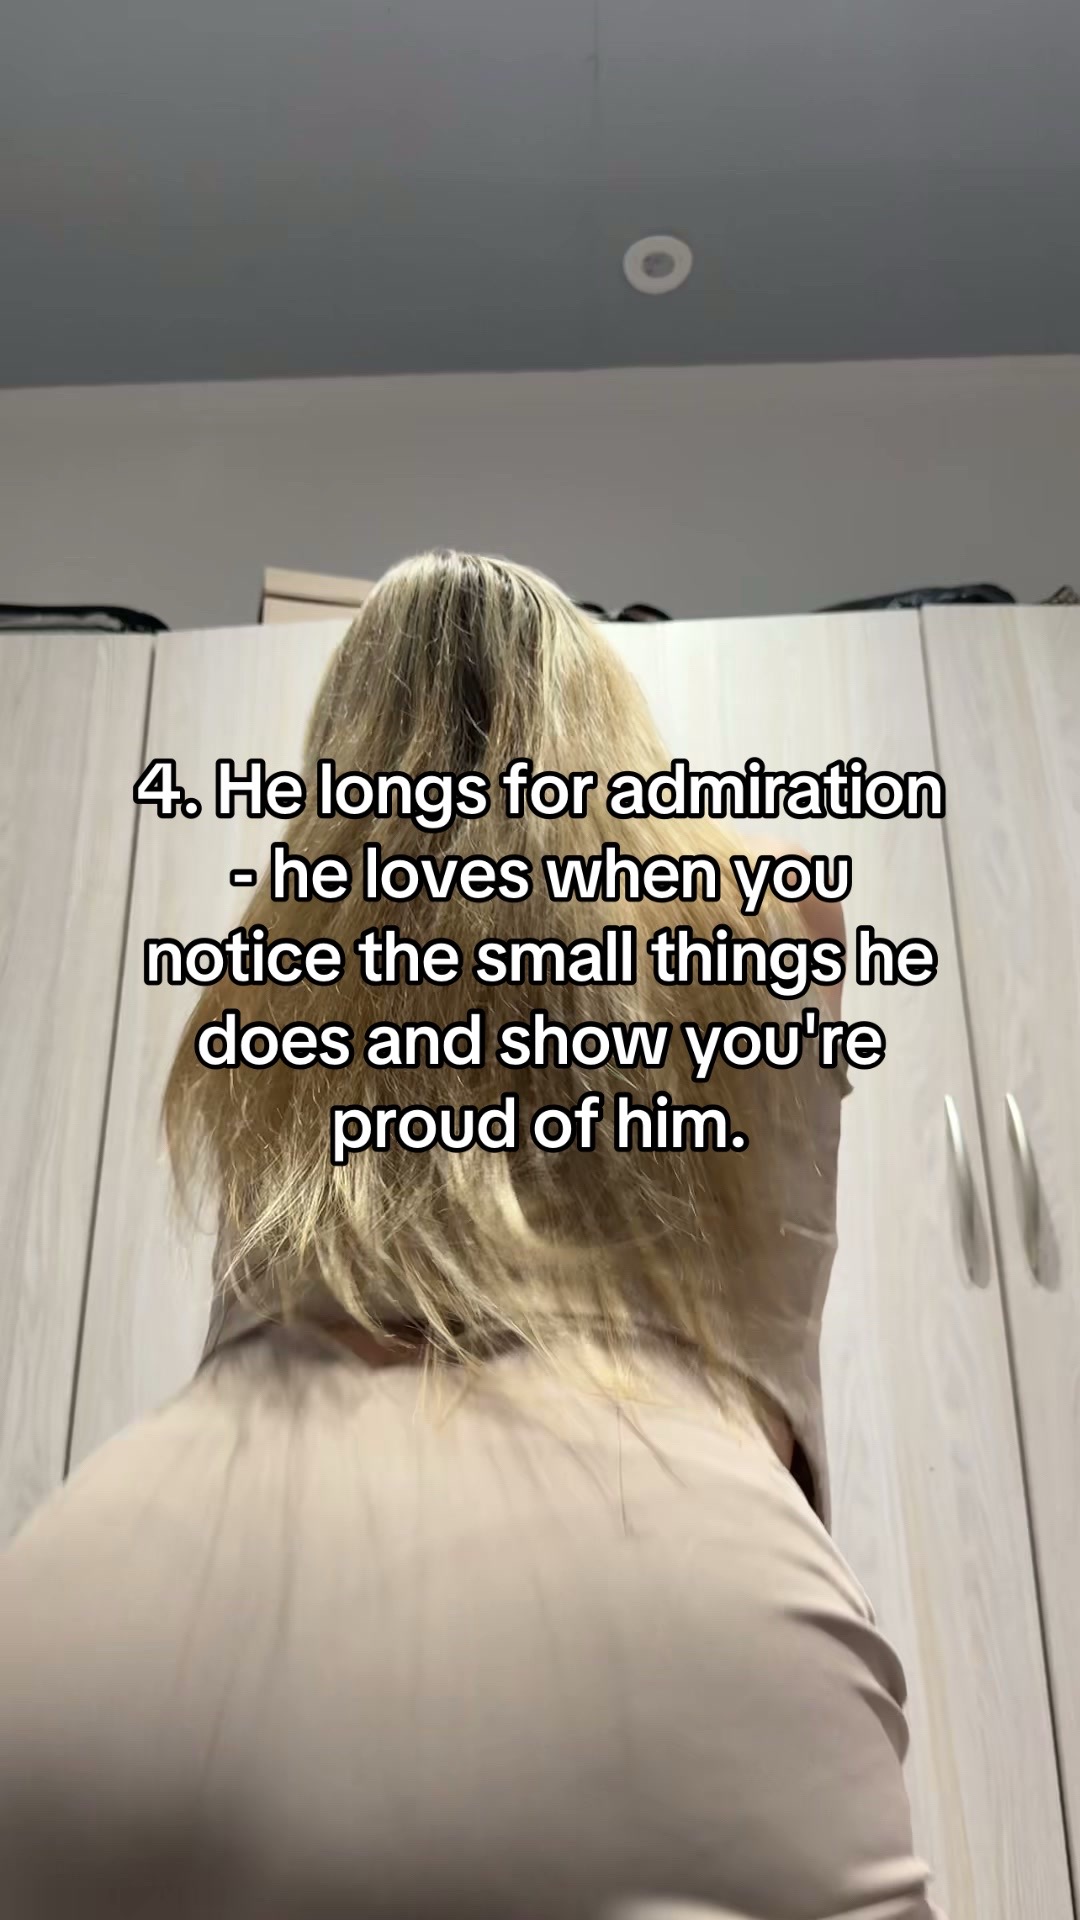 4. He longs for admiration
- he loves when you
notice the small things he
does and show you're
proud of him.